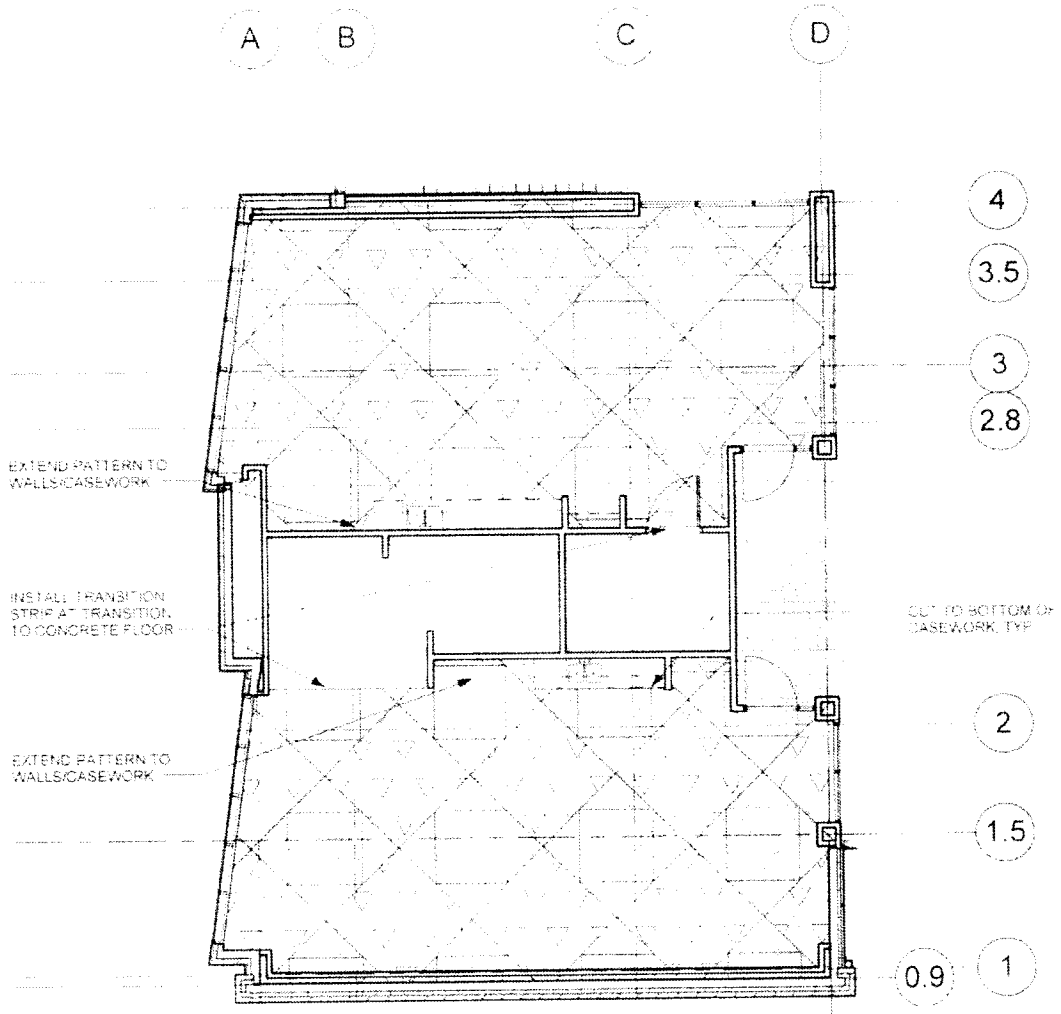 A
B
C
D
4
3.5
3
2.8
EXTEND PATTERN TO
WALLS/CASEWORK
INSTALL TRANSITION
STRIP AT TRANSITION
TO CONCRETE FLOOR
CUT TO BOTTOM OF
CASEWORK, TYP
2
EXTEND PATTERN TO
WALLS/CASEWORK
1.5
0.9
1